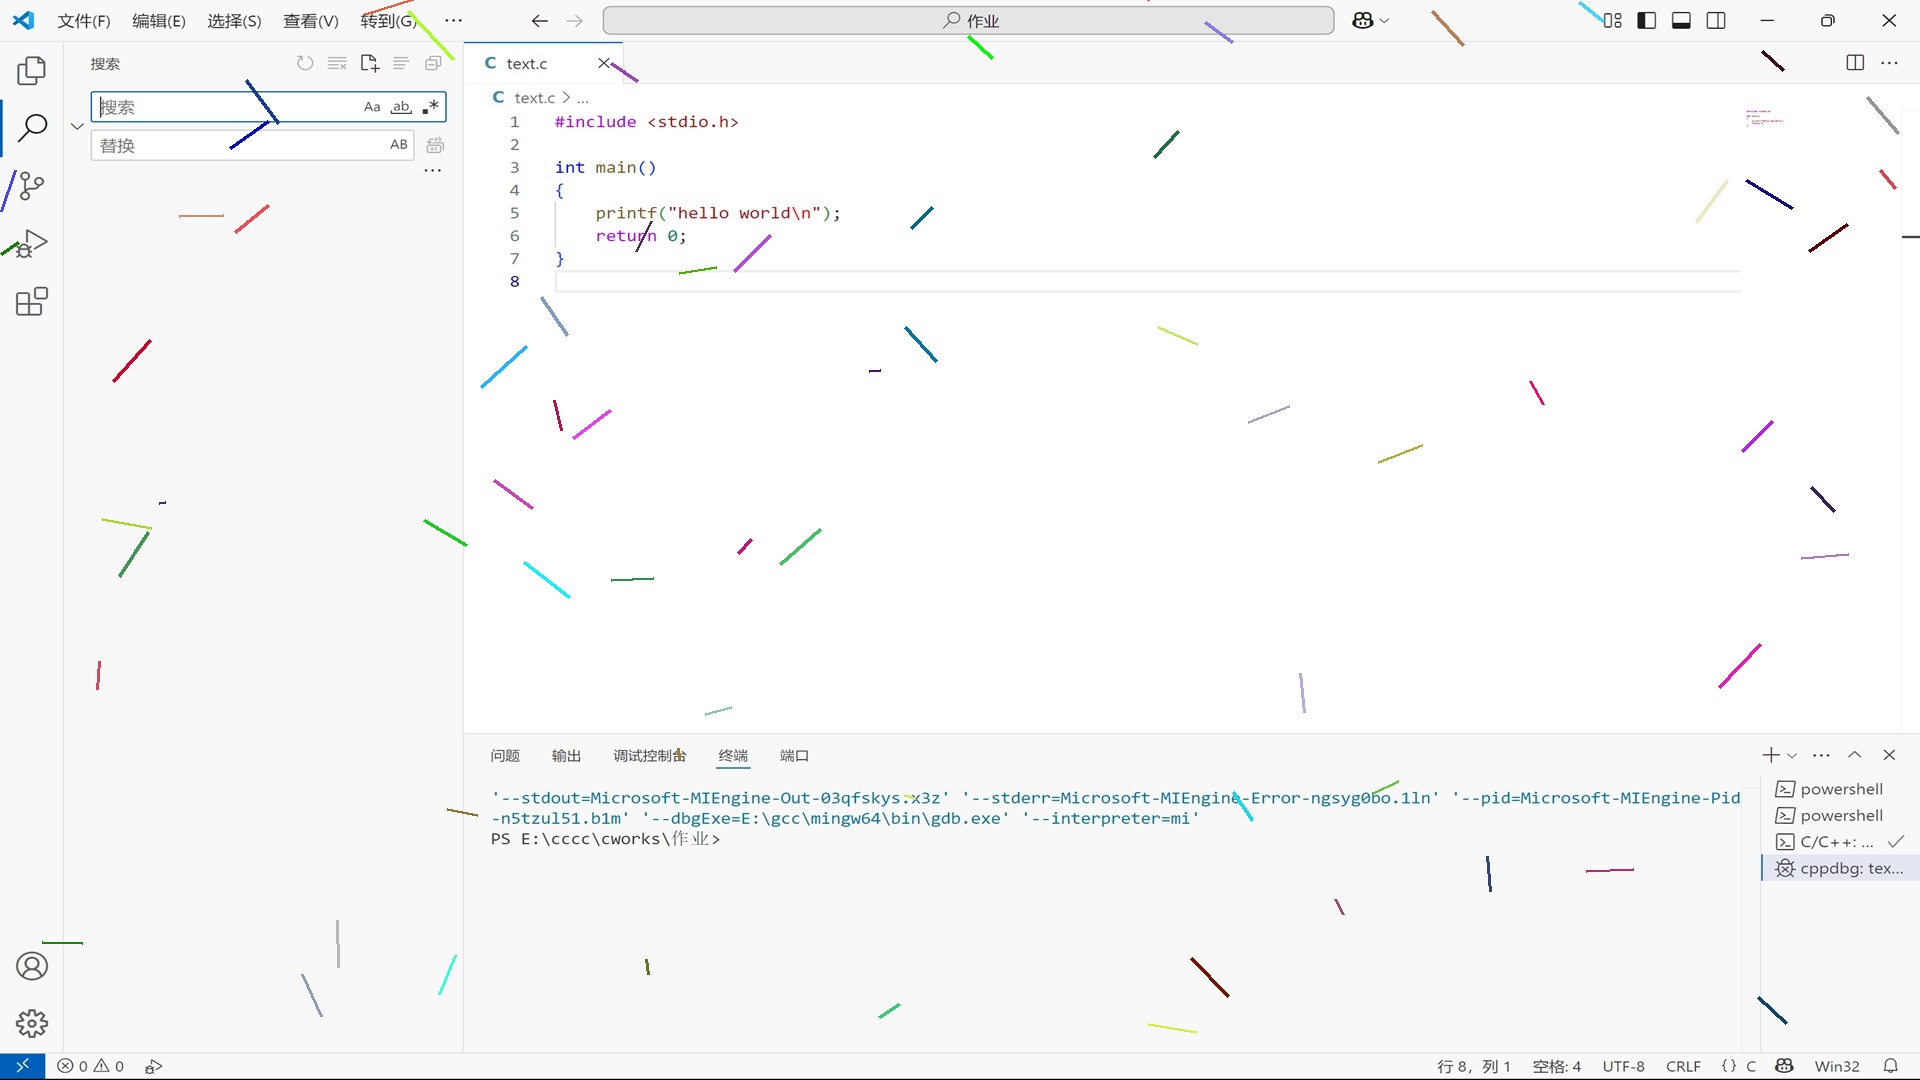 文件(F) 编辑(E) 选择(S) 查看(V) 转到(G) ···
作业
搜索
搜索 Aa ab .*
替换 AB
C text.c
C text.c > ...
1 #include <stdio.h>
2
3 int main()
4 {
5 printf("hello world\n");
6 return 0;
7 }
8
问题 输出 调试控制台 终端 端口
'--stdout=Microsoft-MIEngine-Out-03qfskys.x3z' '--stderr=Microsoft-MIEngine-Error-ngsyg0bo.1ln' '--pid=Microsoft-MIEngine-Pid
-n5tzul51.b1m' '--dbgExe=E:\gcc\mingw64\bin\gdb.exe' '--interpreter=mi'
PS E:\cccc\cworks\作业>
powershell
powershell
C/C++: ...
cppdbg: tex...
0 0
行 8，列 1 空格: 4 UTF-8 CRLF {} C Win32